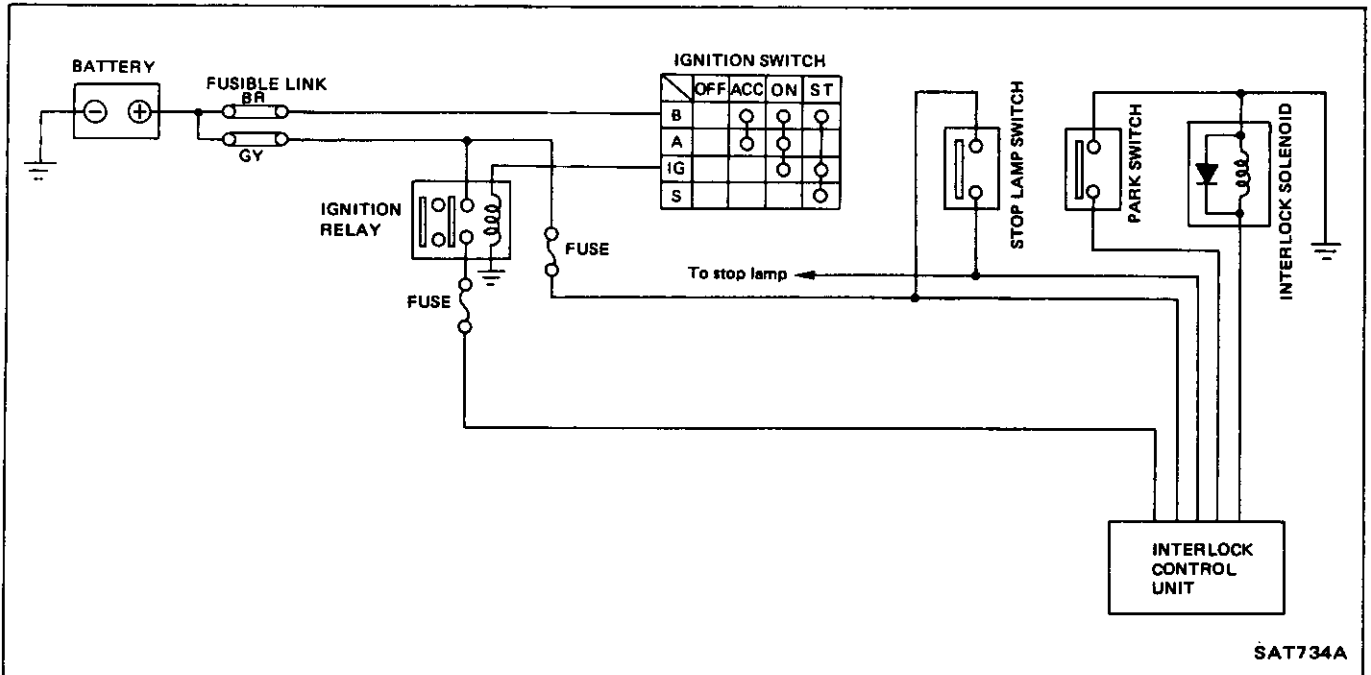 BATTERY
FUSIBLE LINK
BR
GY
IGNITION SWITCH
OFF ACC ON ST
B
A
IG
S
IGNITION
RELAY
FUSE
FUSE
To stop lamp
STOP LAMP SWITCH
PARK SWITCH
INTERLOCK SOLENOID
INTERLOCK
CONTROL
UNIT
SAT734A